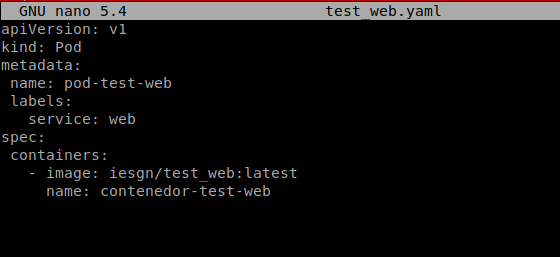 GNU nano 5.4 test_web.yaml
apiVersion: v1
kind: Pod
metadata:
 name: pod-test-web
 labels:
   service: web
spec:
 containers:
   - image: iesgn/test_web:latest
     name: contenedor-test-web